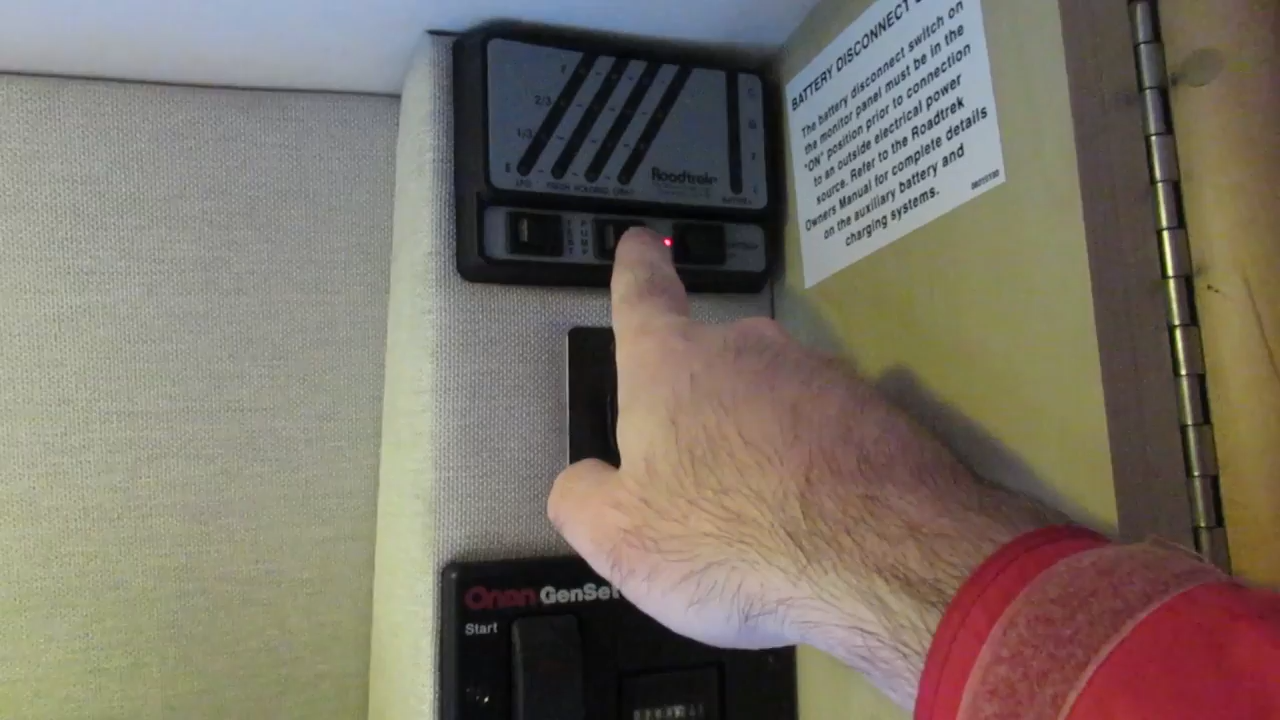 F
2/3
1/3
E
LPG FRESH HOLDING GRAY
Roadtrek
BATTERY
TEST
PUMP
BATTERY DISCONNECT
The battery disconnect switch on
the monitor panel must be in the
"ON" position prior to connection
to an outside electrical power
source. Refer to the Roadtrek
Owners Manual for complete details
on the auxiliary battery and
charging systems.
Onan GenSet
Start